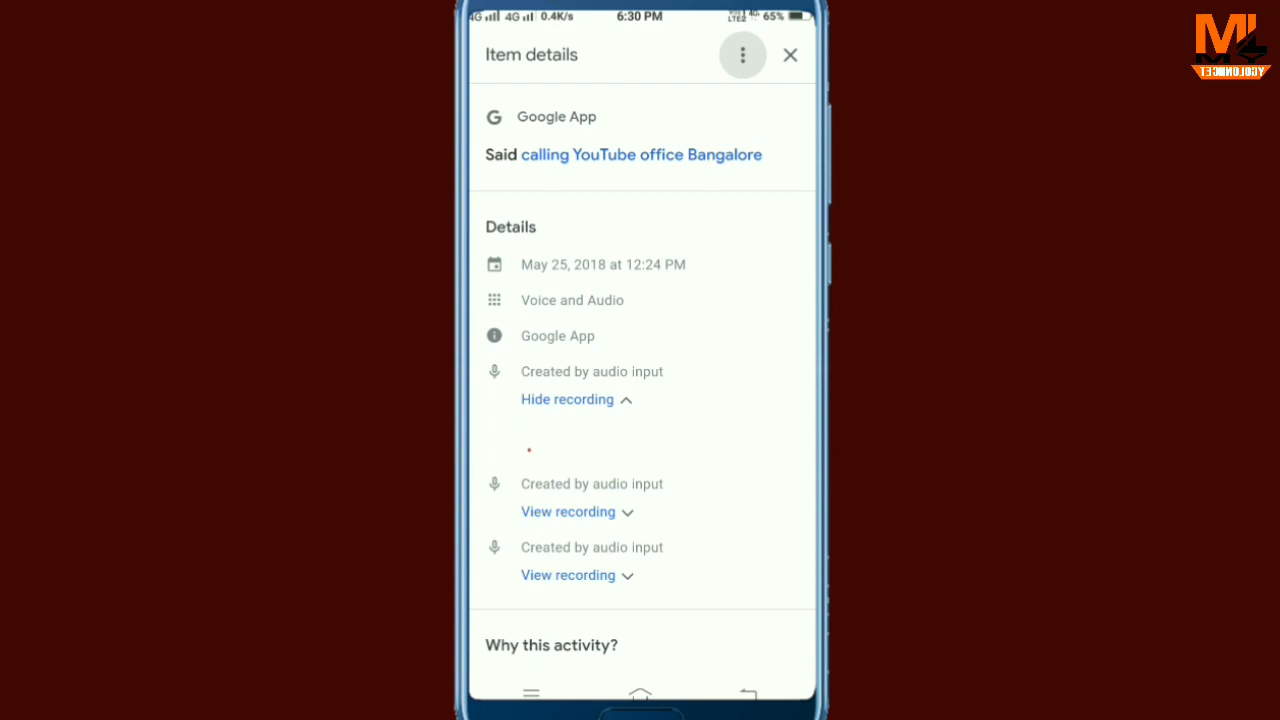 4G 4G 0.4K/s 6:30 PM LTE2 4G 65%
Item details
G Google App
Said calling YouTube office Bangalore
Details
May 25, 2018 at 12:24 PM
Voice and Audio
Google App
Created by audio input
Hide recording
Created by audio input
View recording
Created by audio input
View recording
Why this activity?